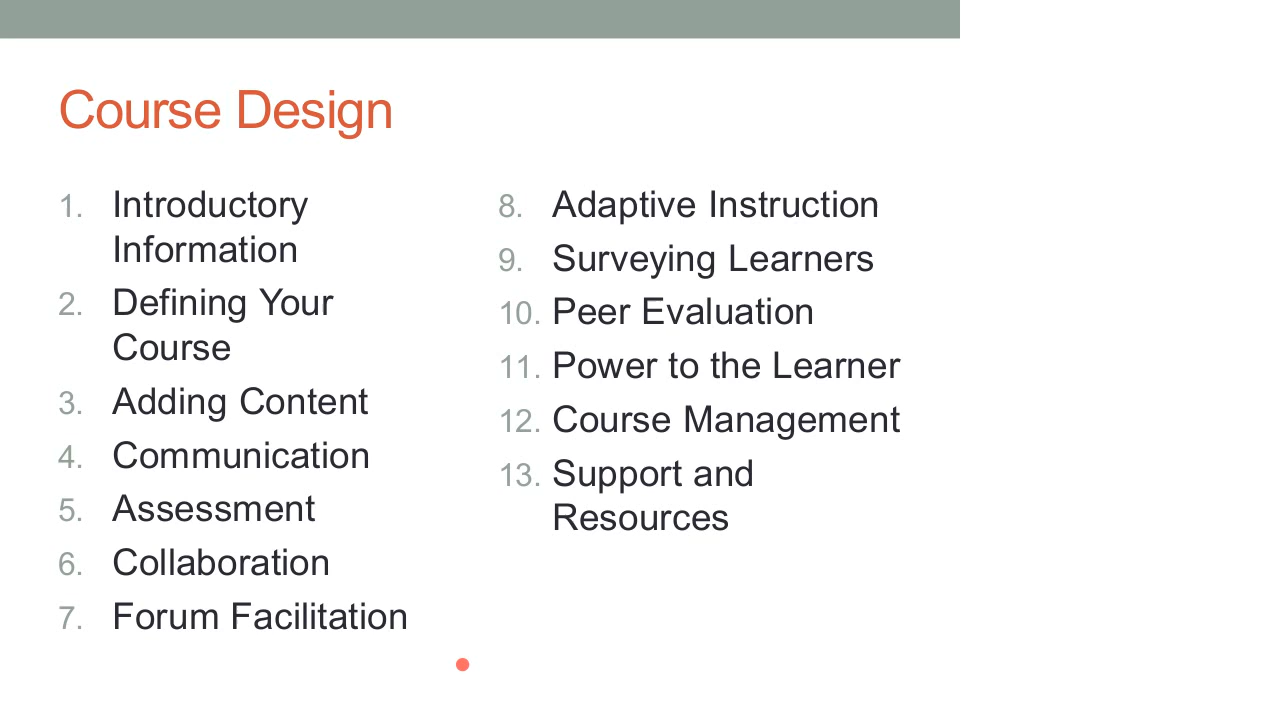 Course Design
1. Introductory
Information
2. Defining Your
Course
3. Adding Content
4. Communication
5. Assessment
6. Collaboration
7. Forum Facilitation
8. Adaptive Instruction
9. Surveying Learners
10. Peer Evaluation
11. Power to the Learner
12. Course Management
13. Support and
Resources